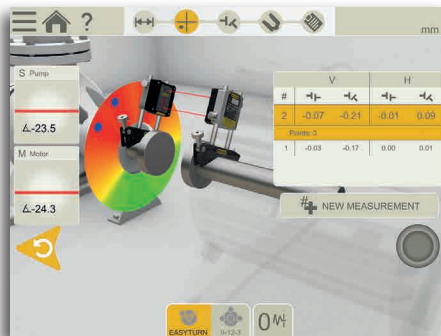 ?
mm
S Pump
∡-23.5
M Motor
∡-24.3
V H
#
2 -0.07 -0.21 -0.01 0.09
Points: 3
1 -0.03 -0.17 0.00 0.01
# NEW MEASUREMENT
EASYTURN 9-12-3
0